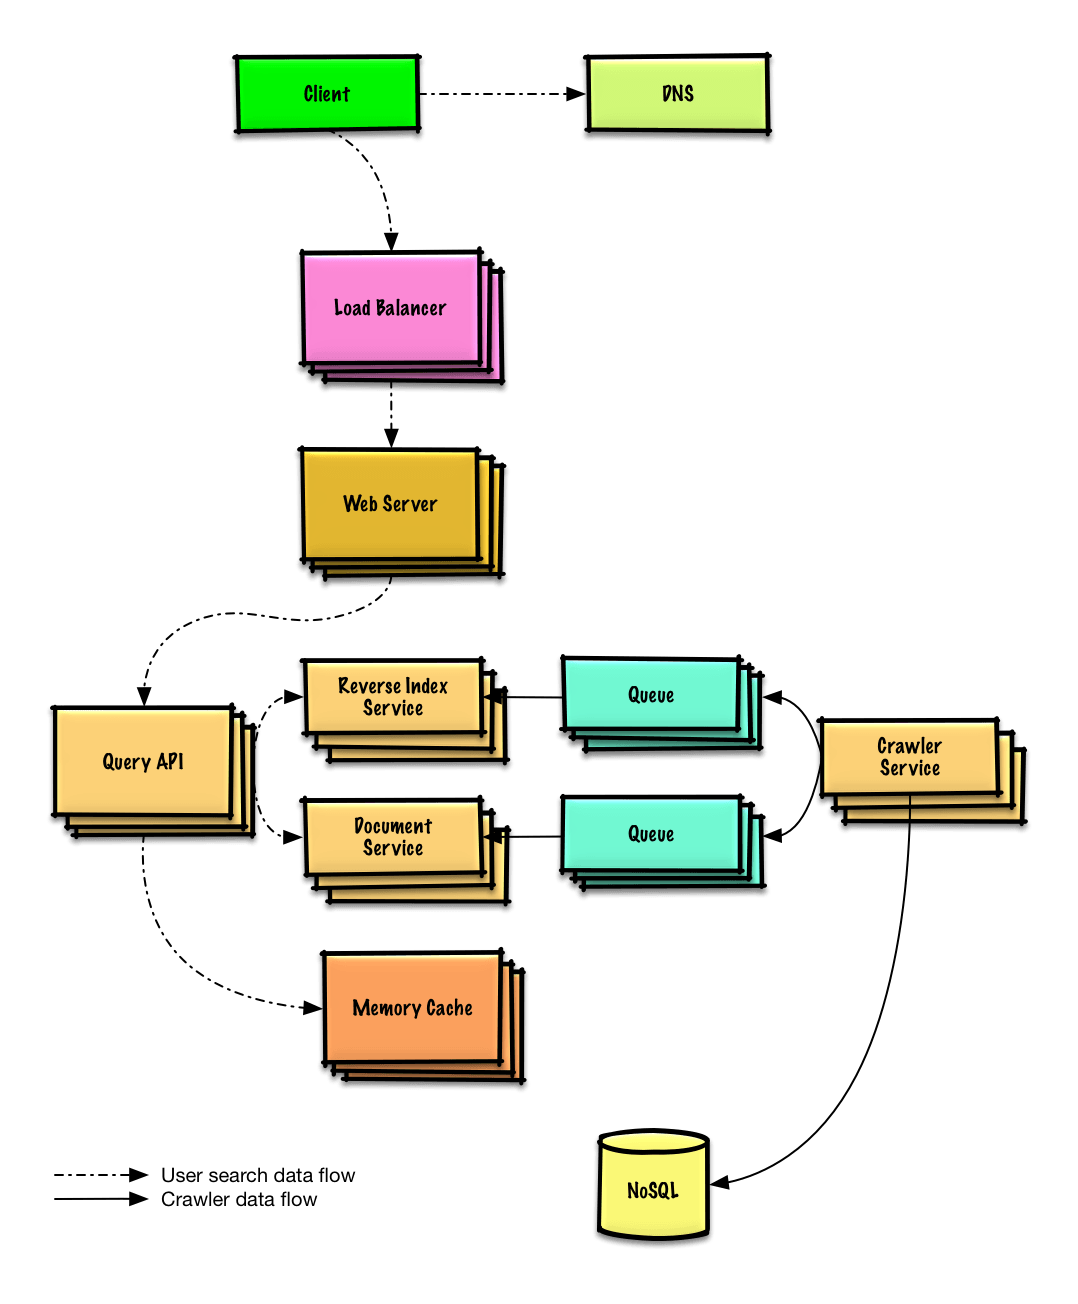 Client
DNS
Load Balancer
Web Server
Reverse Index
Service
Queue
Query API
Crawler
Service
Document
Service
Queue
Memory Cache
NoSQL
User search data flow
Crawler data flow